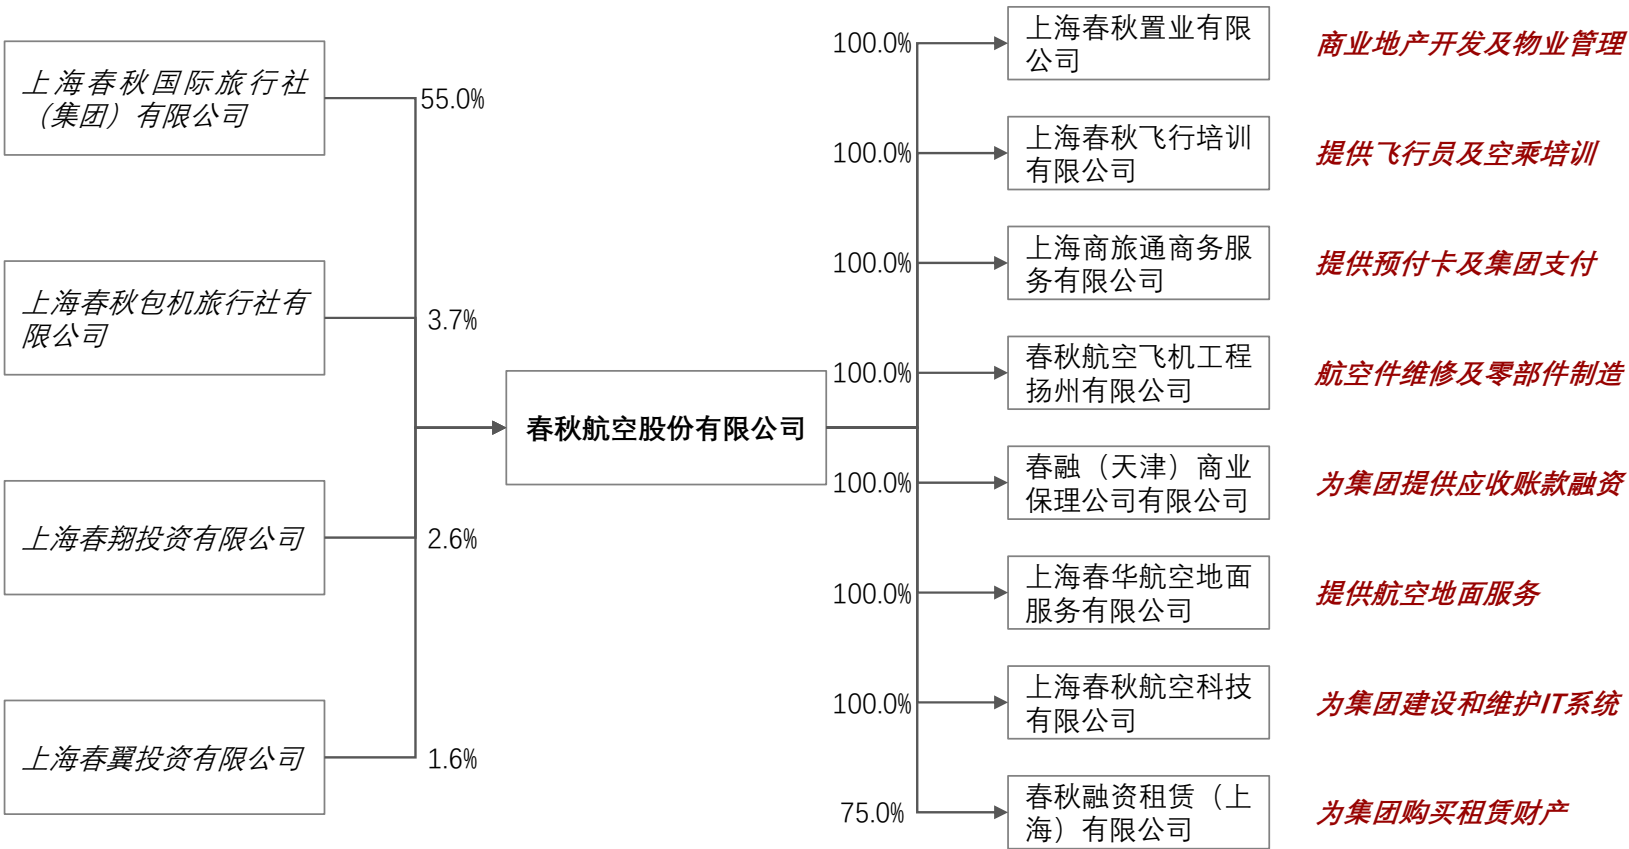 上海春秋国际旅行社
（集团）有限公司
55.0%
上海春秋包机旅行社有
限公司
3.7%
上海春翔投资有限公司
2.6%
上海春翼投资有限公司
1.6%
春秋航空股份有限公司
100.0%
上海春秋置业有限
公司
商业地产开发及物业管理
100.0%
上海春秋飞行培训
有限公司
提供飞行员及空乘培训
100.0%
上海商旅通商务服
务有限公司
提供预付卡及集团支付
100.0%
春秋航空飞机工程
扬州有限公司
航空件维修及零部件制造
100.0%
春融（天津）商业
保理公司有限公司
为集团提供应收账款融资
100.0%
上海春华航空地面
服务有限公司
提供航空地面服务
100.0%
上海春秋航空科技
有限公司
为集团建设和维护IT系统
75.0%
春秋融资租赁（上
海）有限公司
为集团购买租赁财产